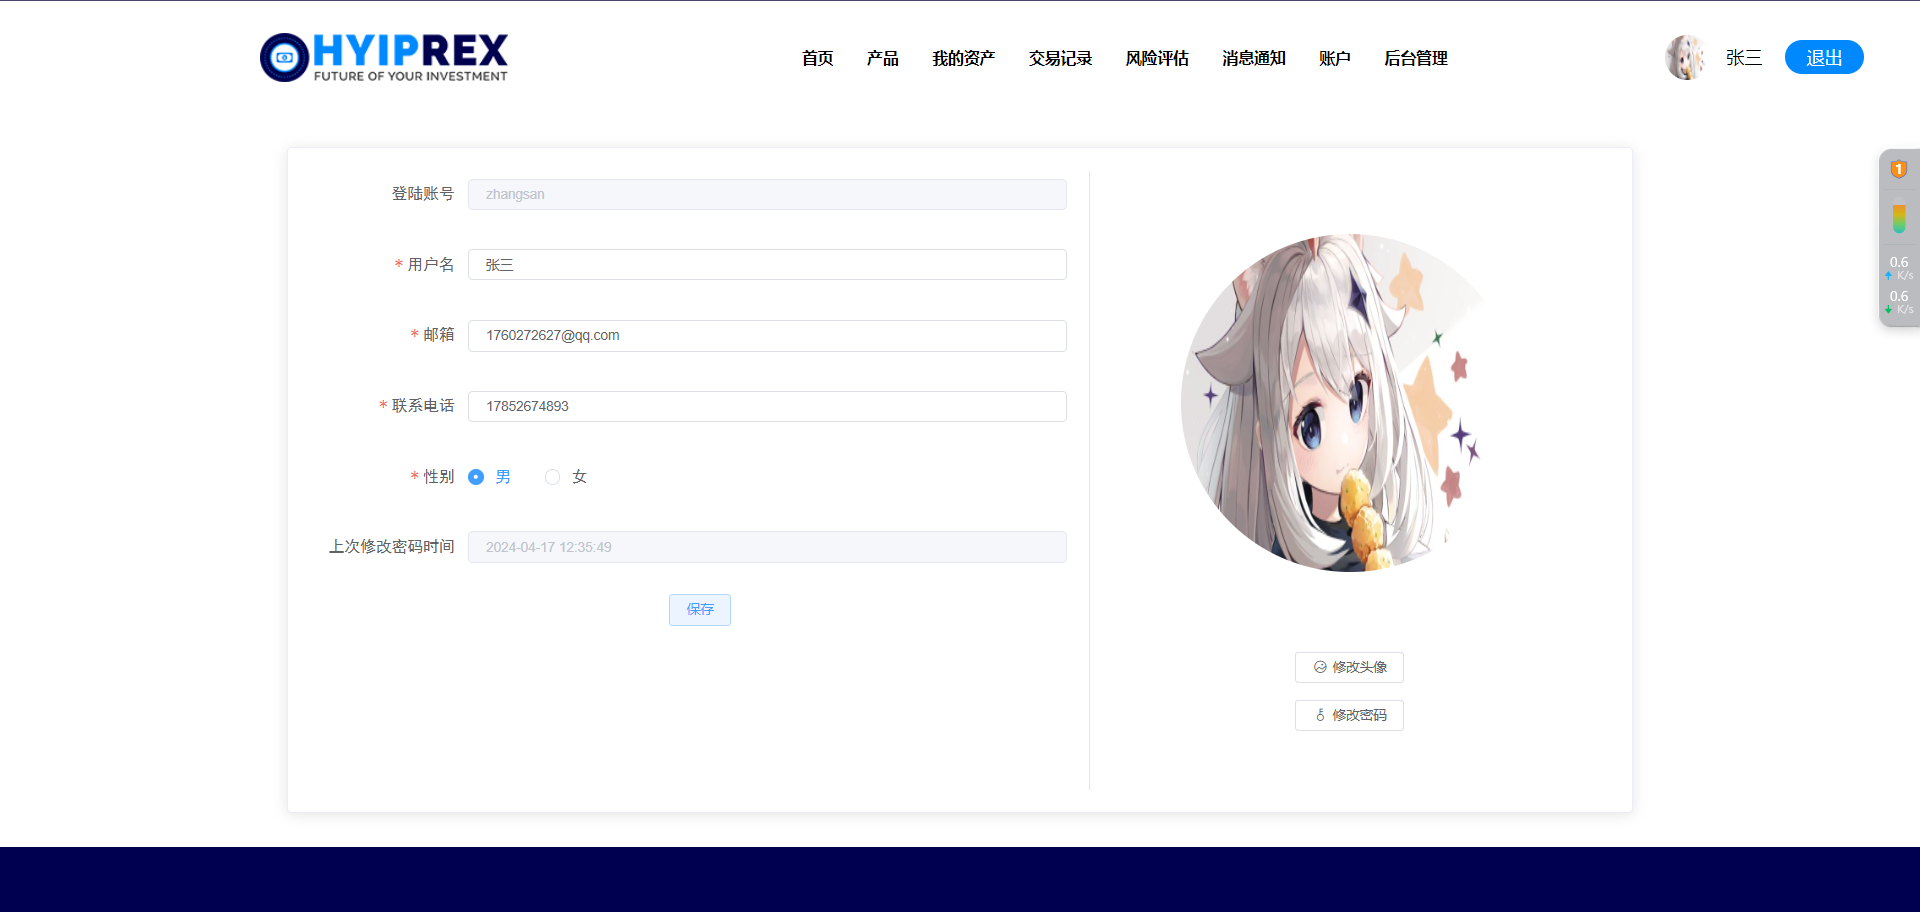 HYIPREX
FUTURE OF YOUR INVESTMENT
首页 产品 我的资产 交易记录 风险评估 消息通知 账户 后台管理
张三 退出
登陆账号 zhangsan
* 用户名 张三
* 邮箱 1760272627@qq.com
* 联系电话 17852674893
* 性别 男 女
上次修改密码时间 2024-04-17 12:35:49
保存
修改头像
修改密码
1
0.6
K/s
0.6
K/s